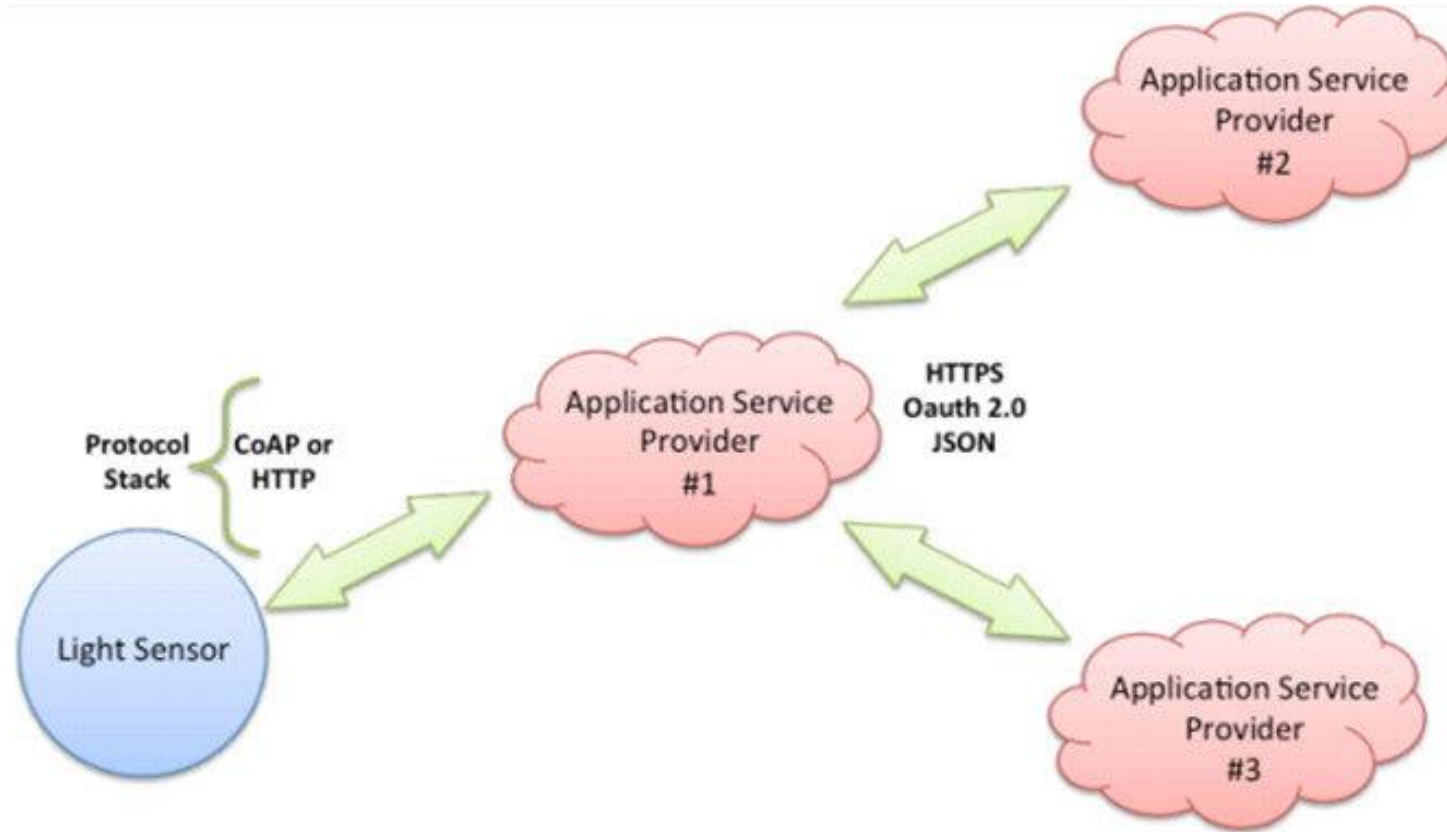 Application Service
Provider
#2
HTTPS
Oauth 2.0
JSON
Application Service
Provider
#1
Protocol
Stack
CoAP or
HTTP
Light Sensor
Application Service
Provider
#3